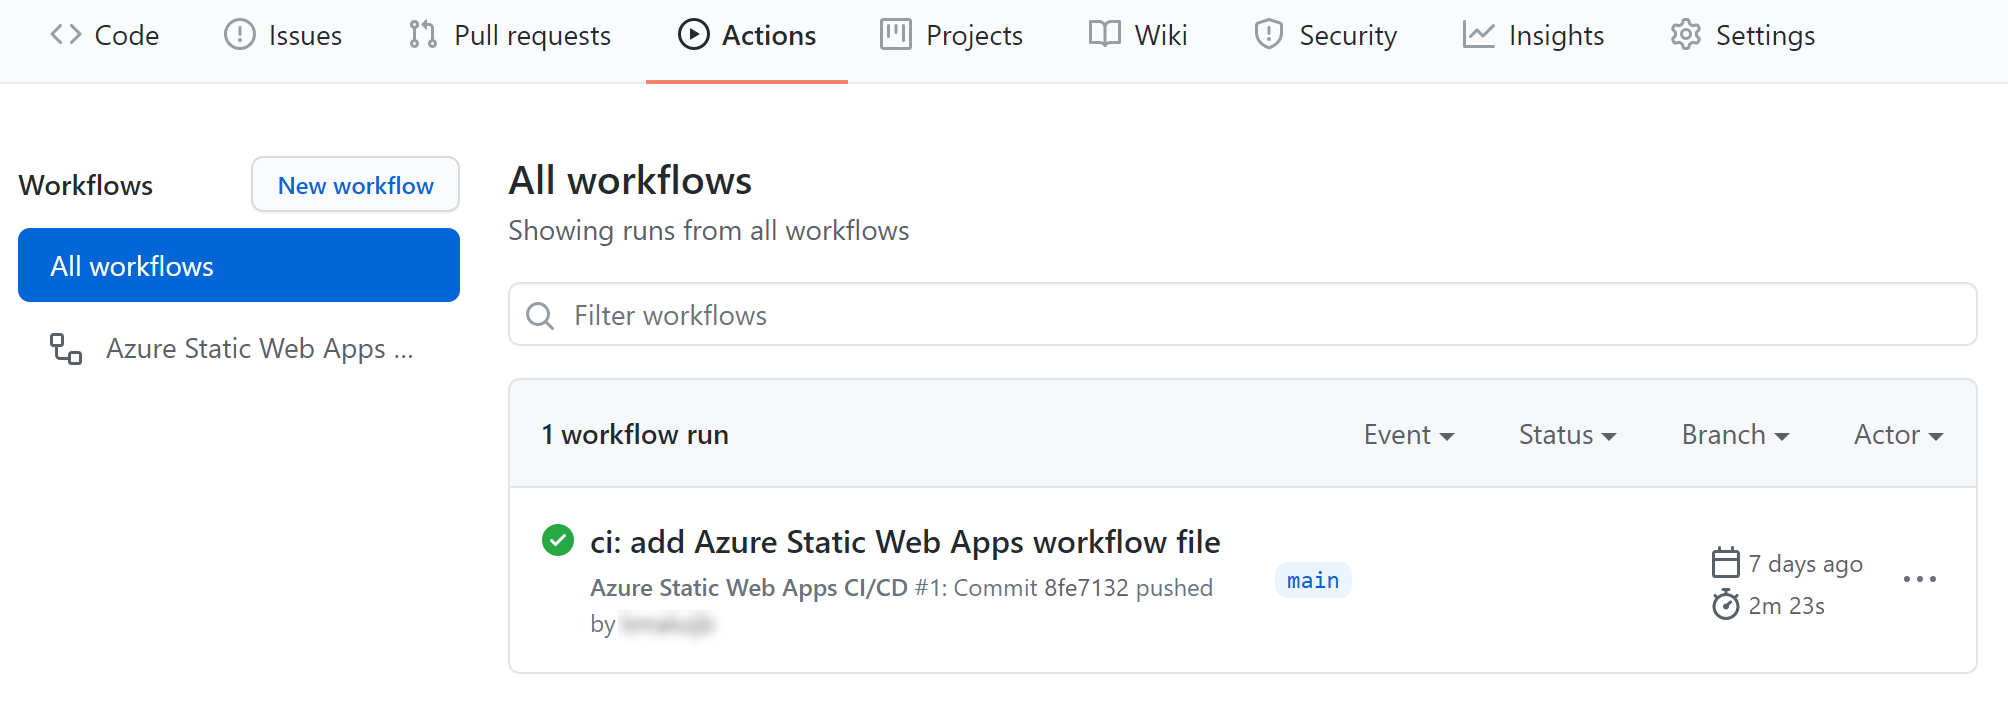 Code Issues Pull requests Actions Projects Wiki Security Insights Settings
Workflows
New workflow
All workflows
Azure Static Web Apps ...
All workflows
Showing runs from all workflows
Filter workflows
1 workflow run
Event Status Branch Actor
ci: add Azure Static Web Apps workflow file
Azure Static Web Apps CI/CD #1: Commit 8fe7132 pushed
by
main
7 days ago
2m 23s